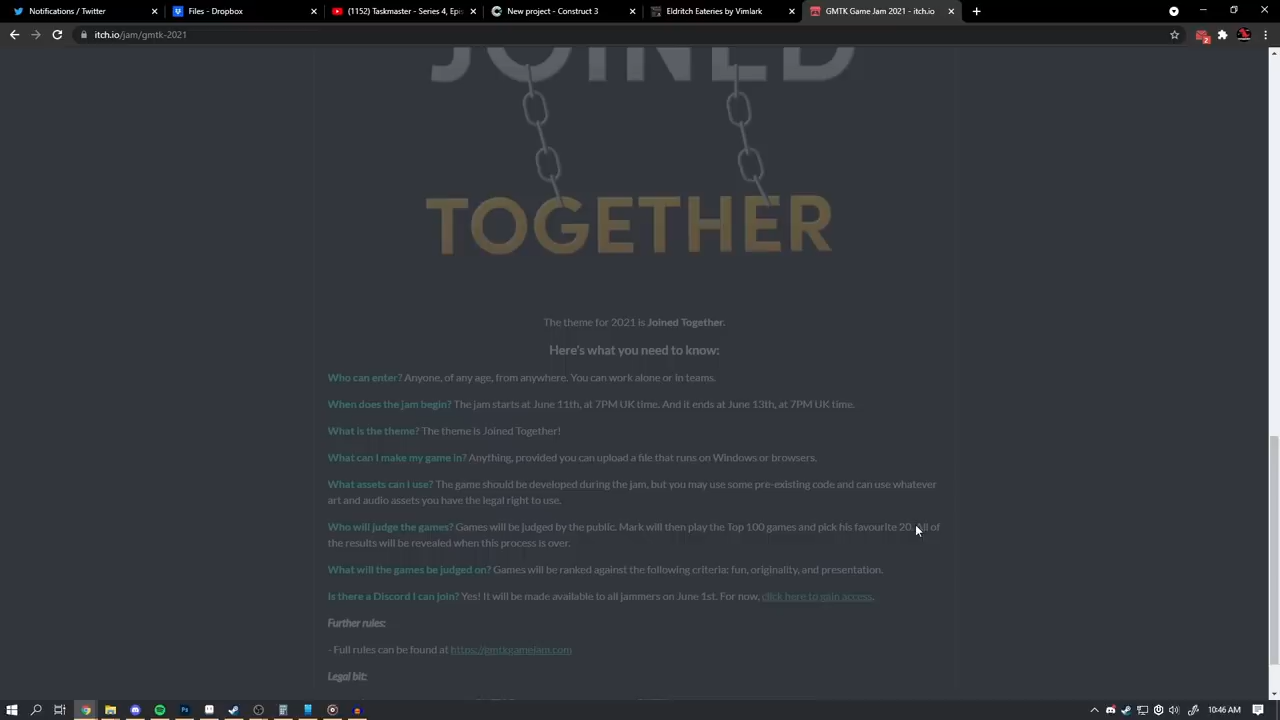 Notifications / Twitter
Files - Dropbox
(1152) Taskmaster - Series 4, Epis
New project - Construct 3
Eldritch Eateries by Vimlark
GMTK Game Jam 2021 - itch.io
itch.io/jam/gmtk-2021
JOINED
TOGETHER
The theme for 2021 is Joined Together.
Here's what you need to know:
Who can enter? Anyone, of any age, from anywhere. You can work alone or in teams.
When does the jam begin? The jam starts at June 11th, at 7PM UK time. And it ends at June 13th, at 7PM UK time.
What is the theme? The theme is Joined Together!
What can I make my game in? Anything, provided you can upload a file that runs on Windows or browsers.
What assets can I use? The game should be developed during the jam, but you may use some pre-existing code and can use whatever
art and audio assets you have the legal right to use.
Who will judge the games? Games will be judged by the public. Mark will then play the Top 100 games and pick his favourite 20. All of
the results will be revealed when this process is over.
What will the games be judged on? Games will be ranked against the following criteria: fun, originality, and presentation.
Is there a Discord I can join? Yes! It will be made available to all jammers on June 1st. For now, click here to gain access.
Further rules:
- Full rules can be found at https://gmtkgamejam.com
Legal bit:
10:46 AM